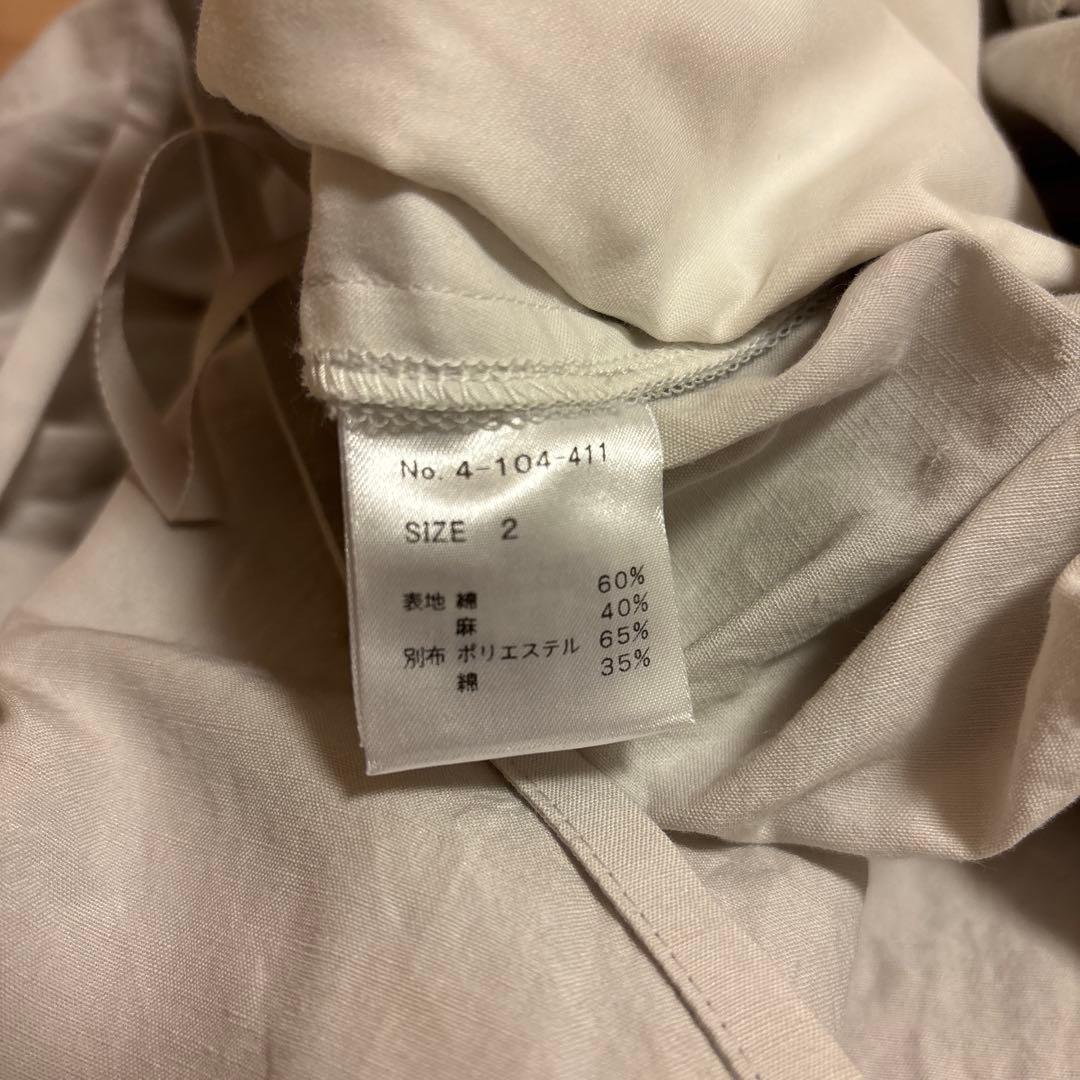 No. 4-104-411
SIZE 2
表地 綿 60%
麻 40%
別布 ポリエステル 65%
綿 35%